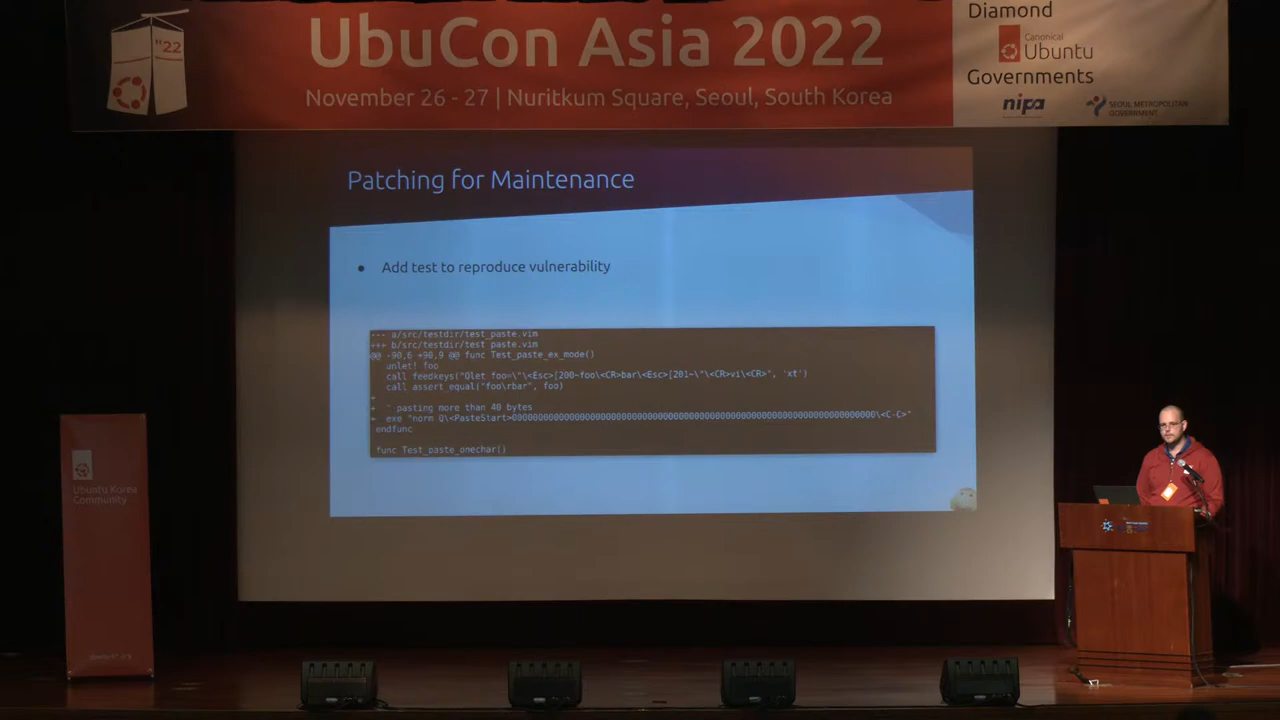 "22
UbuCon Asia 2022
November 26 - 27 | Nuritkum Square, Seoul, South Korea
Diamond
Canonical
Ubuntu
Governments
nipa
SEOUL METROPOLITAN
GOVERNMENT
Patching for Maintenance
• Add test to reproduce vulnerability
--- a/src/testdir/test_paste.vim
+++ b/src/testdir/test_paste.vim
@@ -90,6 +90,9 @@ func Test_paste_ex_mode()
unlet! foo
call feedkeys("Qlet foo=\"\<Esc>[200~foo\<CR>bar\<Esc>[201~\"\<CR>vi\<CR>", 'xt')
call assert_equal("foo\rbar", foo)
+
+ " pasting more than 40 bytes
+ exe "norm Q\<PasteStart>0000000000000000000000000000000000000000000000000000000000000000000000\<C-C>"
endfunc
func Test_paste_onechar()
Ubuntu Korea
Community